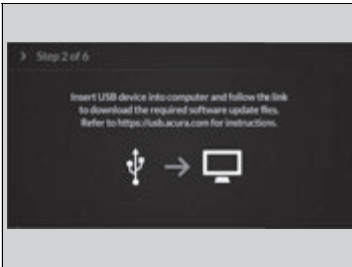 > Step 2 of 6
Insert USB device into computer and follow the link
to download the required software update files.
Refer to https://usb.acura.com for instructions.